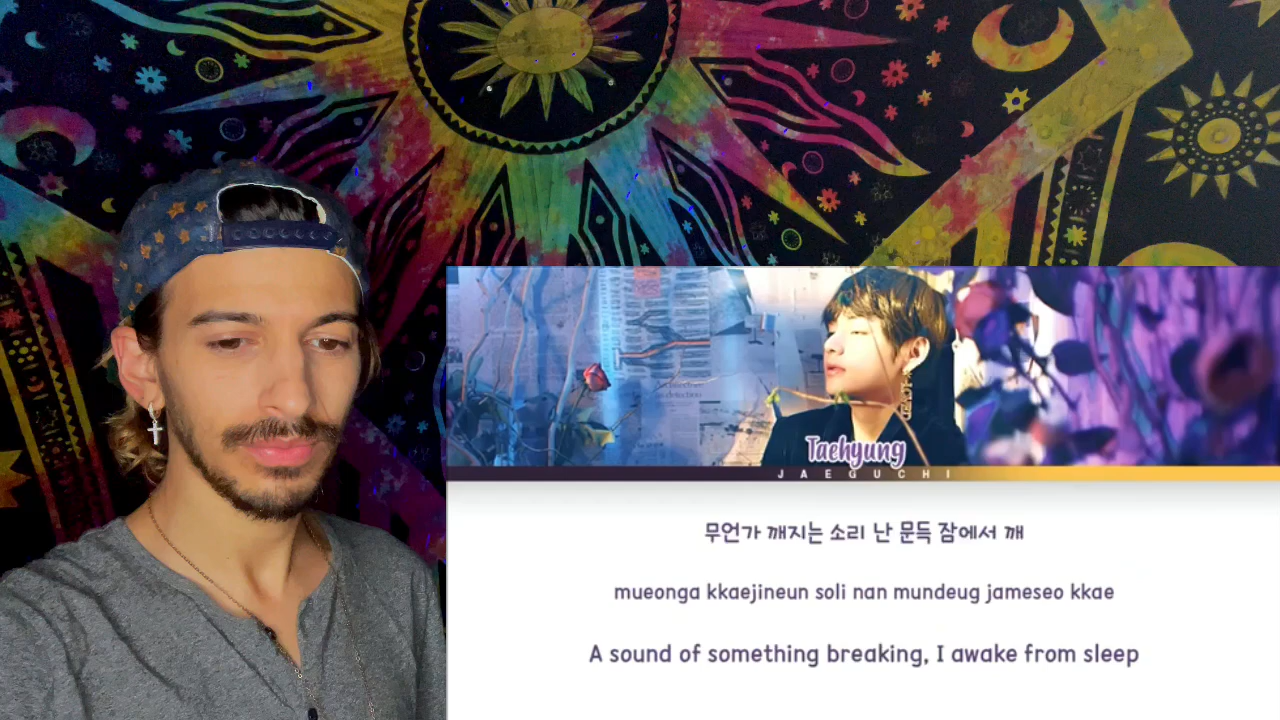 Taehyung
JAEGUCHI
무언가 깨지는 소리 난 문득 잠에서 깨
mueonga kkaejineun soli nan mundeug jameseo kkae
A sound of something breaking, I awake from sleep